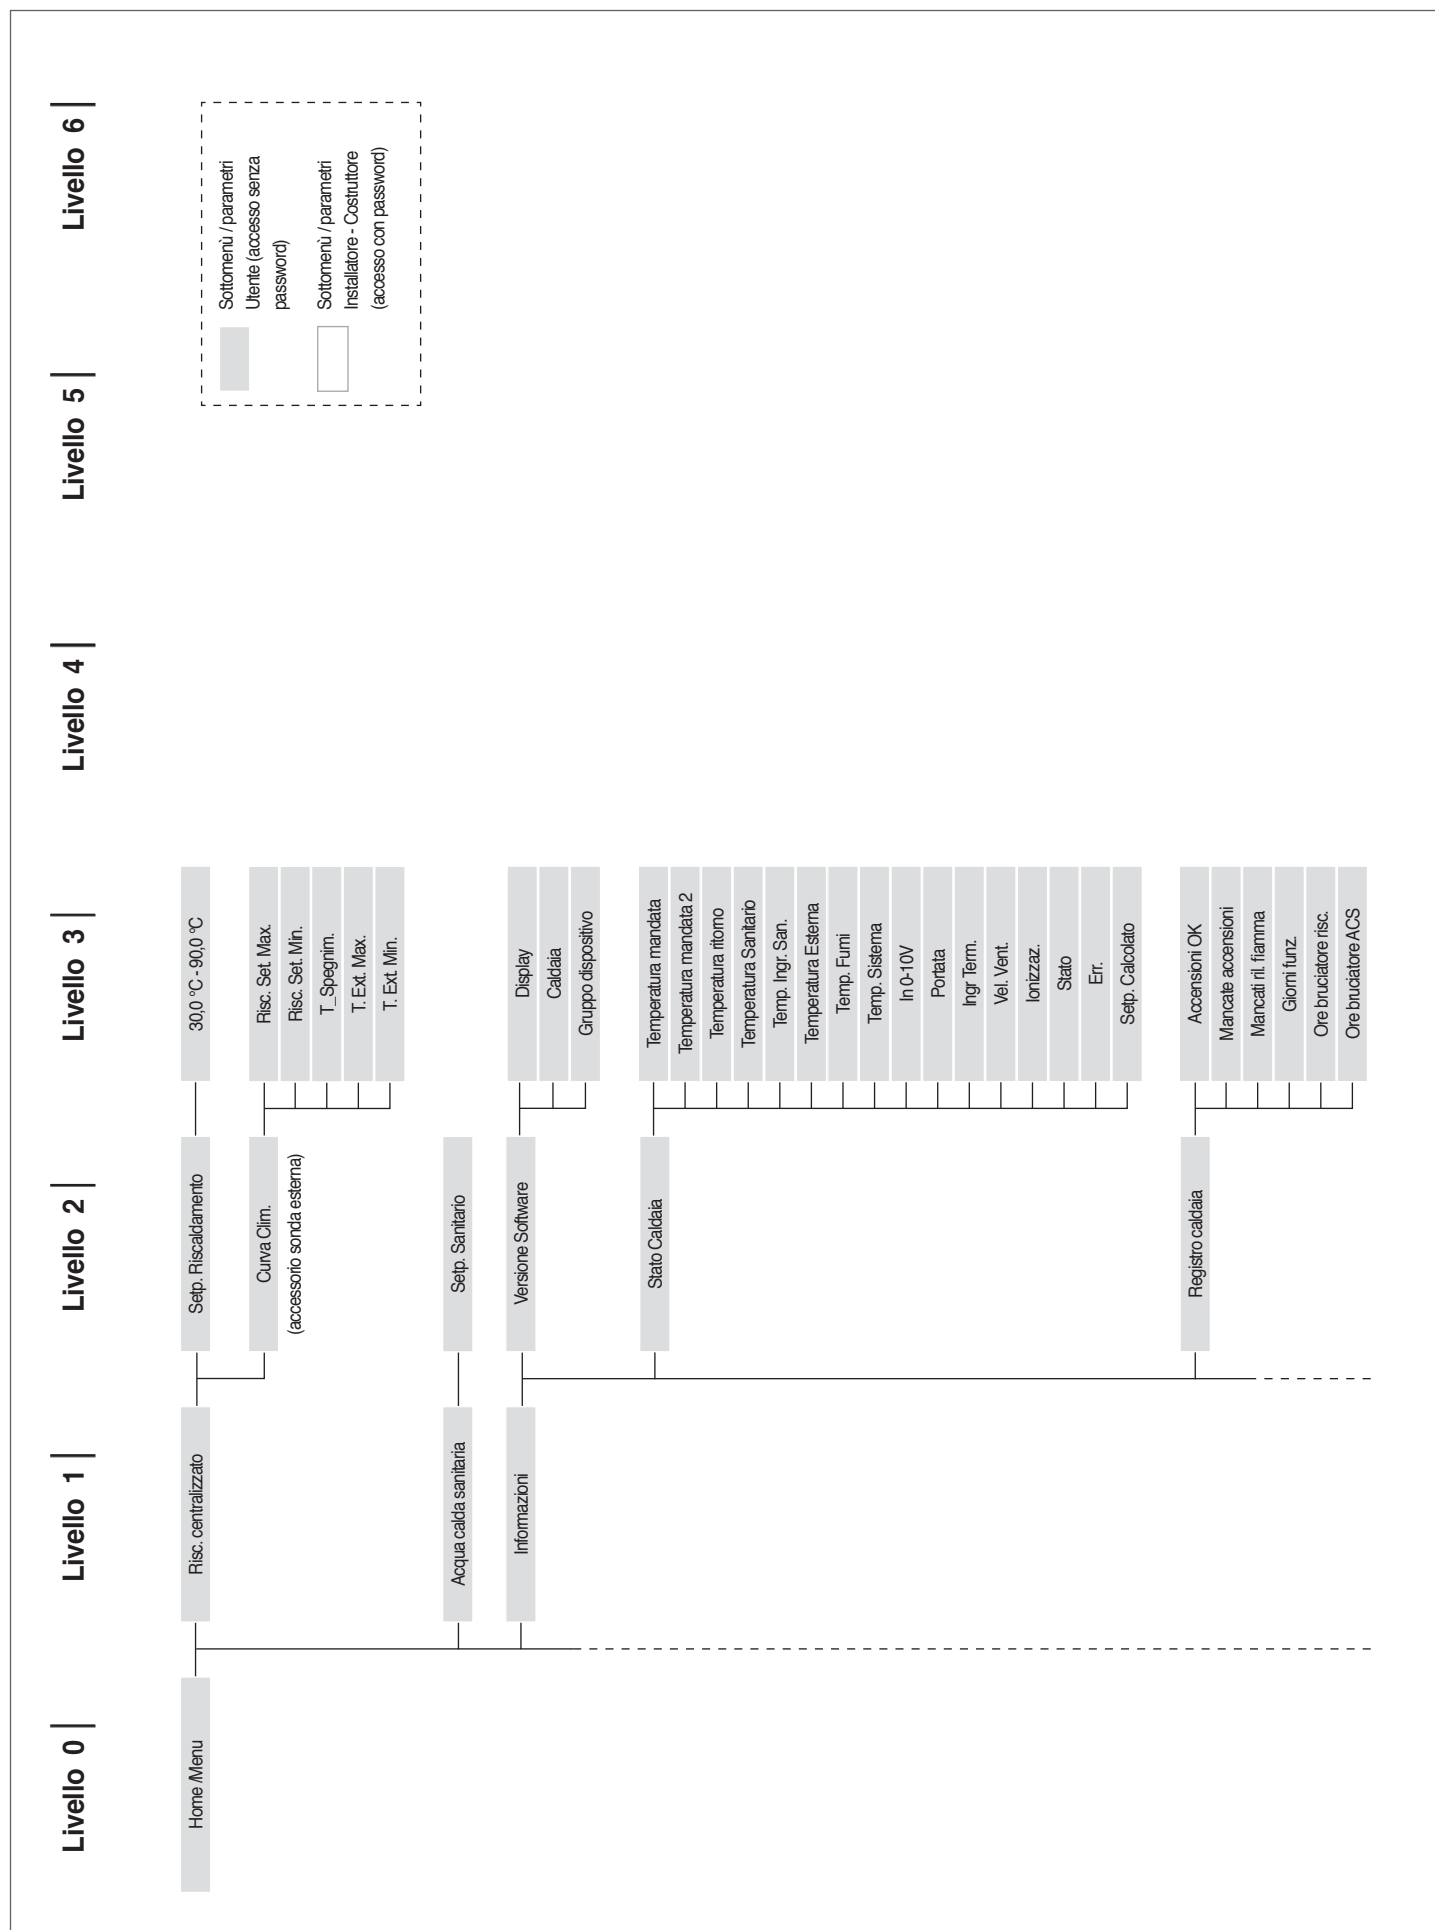 Livello 0
Livello 1
Livello 2
Livello 3
Livello 4
Livello 5
Livello 6
Sottomenù / parametri
Utente (accesso senza
password)
Sottomenù / parametri
Installatore - Costruttore
(accesso con password)
Home /Menu
Risc. centralizzato
Setp. Riscaldamento
30,0 °C - 90,0 °C
Curva Clim.
(accessorio sonda esterna)
Risc. Set. Max.
Risc. Set. Min.
T_Spegnim.
T. Ext. Max.
T. Ext. Min.
Acqua calda sanitaria
Setp. Sanitario
Informazioni
Versione Software
Display
Caldaia
Gruppo dispositivo
Stato Caldaia
Temperatura mandata
Temperatura mandata 2
Temperatura ritorno
Temperatura Sanitario
Temp. Ingr. San.
Temperatura Esterna
Temp. Fumi
Temp. Sistema
In 0-10V
Portata
Ingr Term.
Vel. Vent.
Ionizzaz.
Stato
Err.
Setp. Calcolato
Registro caldaia
Accensioni OK
Mancate accensioni
Mancati ril. fiamma
Giorni funz.
Ore bruciatore risc.
Ore bruciatore ACS